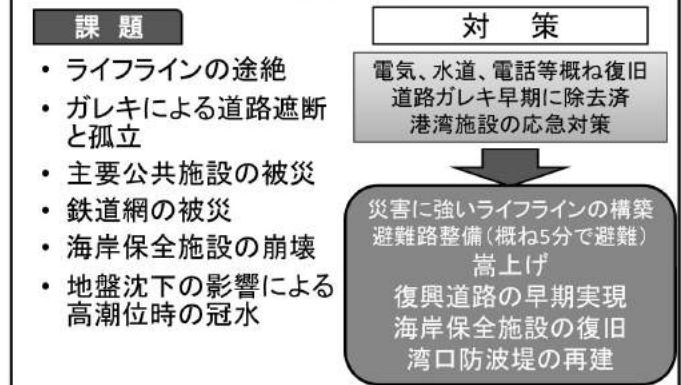 課題
・ライフラインの途絶
・ガレキによる道路遮断
と孤立
・主要公共施設の被災
・鉄道網の被災
・海岸保全施設の崩壊
・地盤沈下の影響による
高潮位時の冠水
対策
電気、水道、電話等概ね復旧
道路ガレキ早期に除去済
港湾施設の応急対策
災害に強いライフラインの構築
避難路整備(概ね5分で避難)
嵩上げ
復興道路の早期実現
海岸保全施設の復旧
湾口防波堤の再建